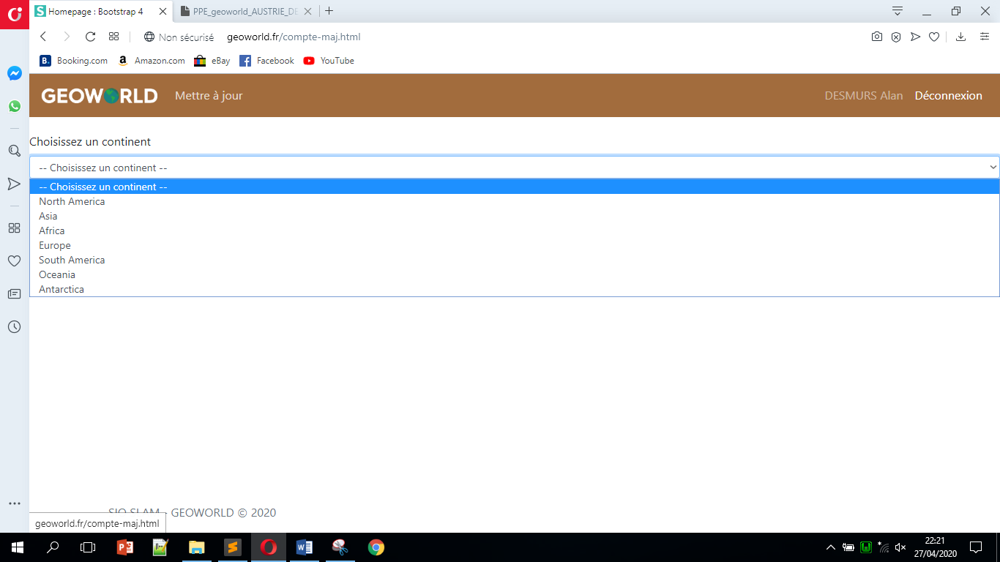 Homepage : Bootstrap 4
PPE_geoworld_AUSTRIE_DE
Non sécurisé geoworld.fr/compte-maj.html
B. Booking.com Amazon.com eBay Facebook YouTube
GEOWORLD Mettre à jour DESMURS Alan Déconnexion
Choisissez un continent
-- Choisissez un continent --
-- Choisissez un continent --
North America
Asia
Africa
Europe
South America
Oceania
Antarctica
SIO SLAM - GEOWORLD © 2020
geoworld.fr/compte-maj.html
22:21
27/04/2020